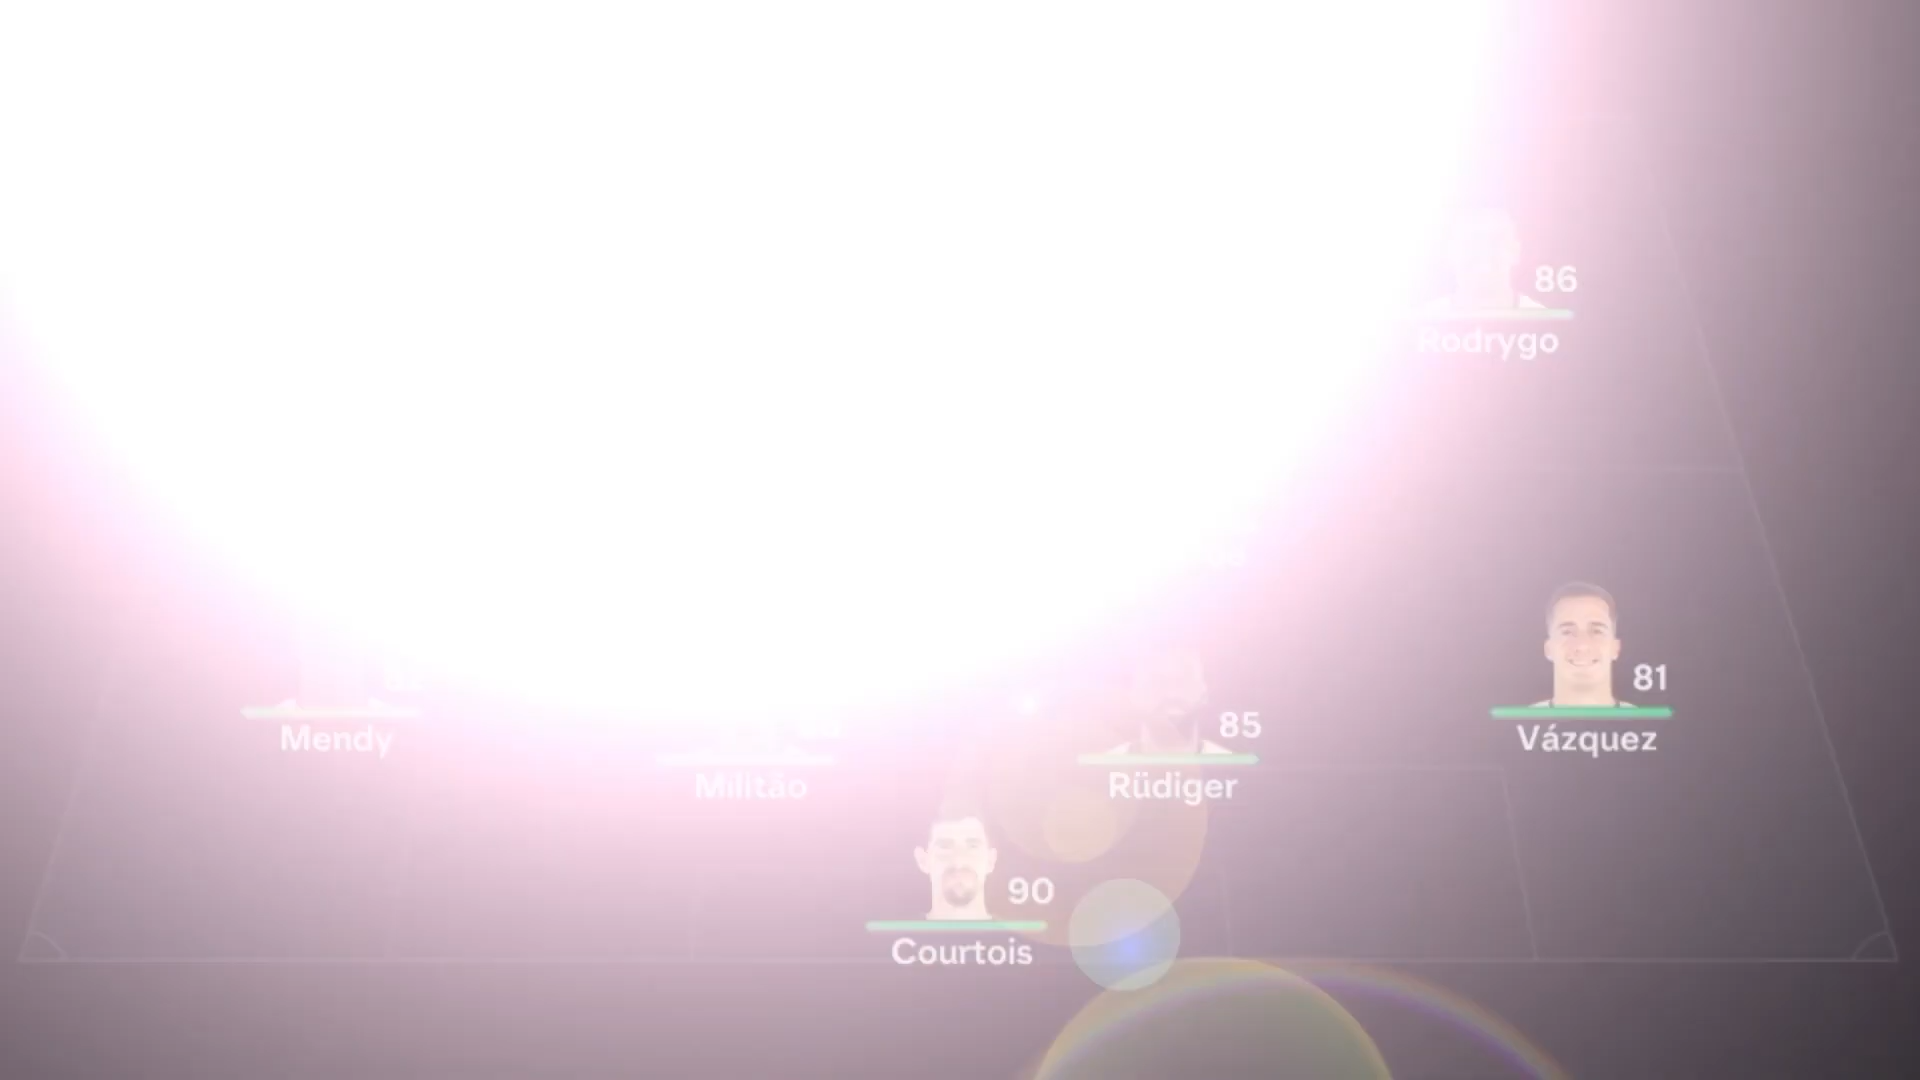 86
Rodrygo
81
Mendy
Vázquez
85
Militão
Rüdiger
90
Courtois